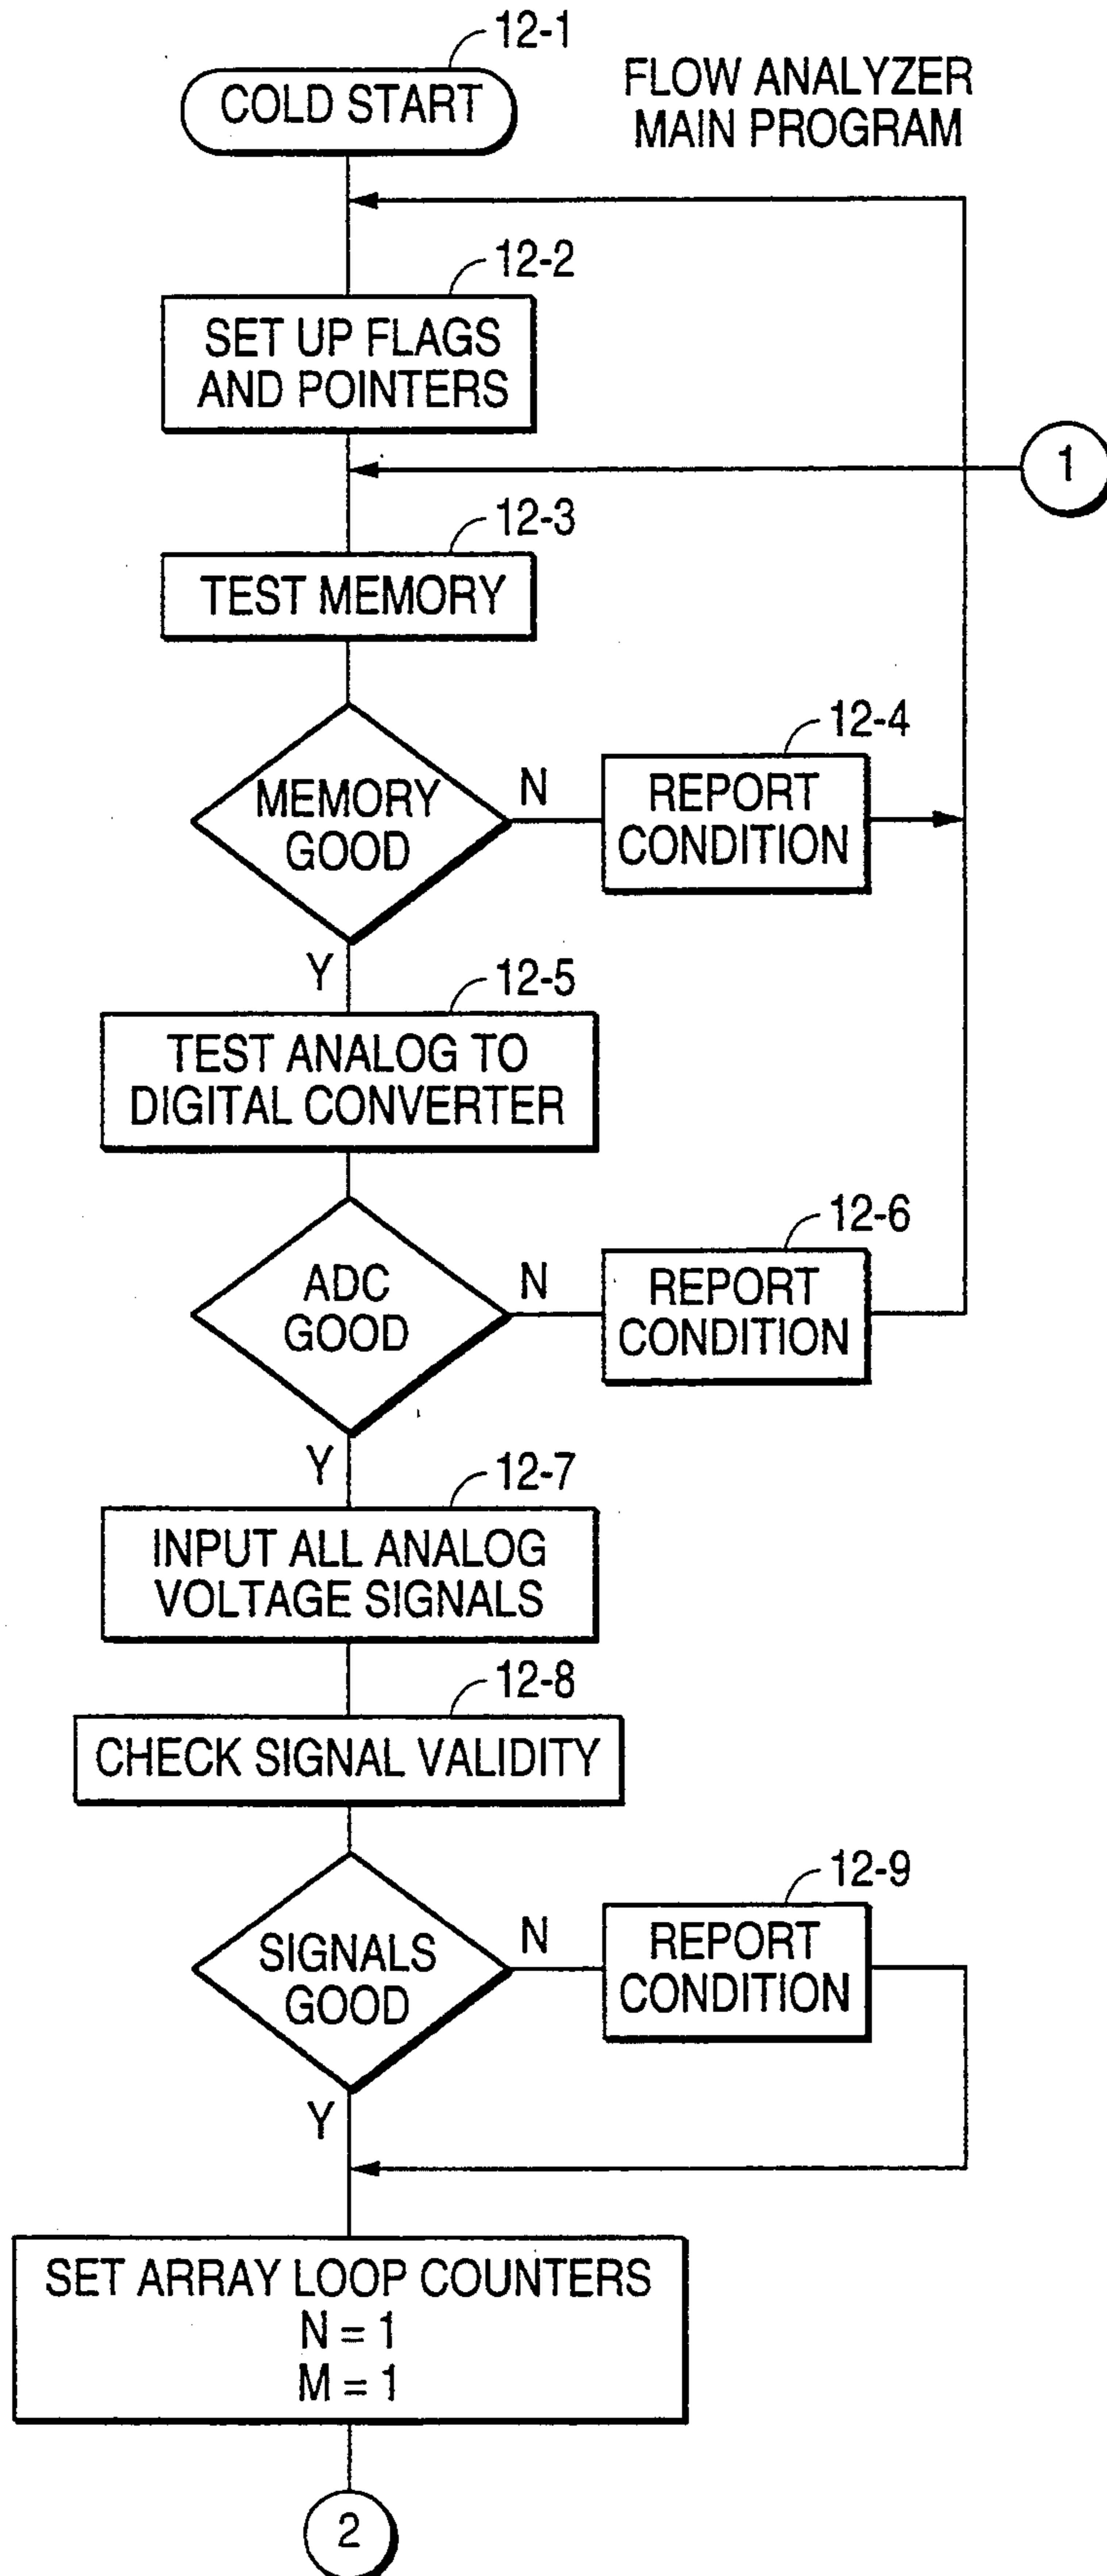 12-1
COLD START
FLOW ANALYZER
MAIN PROGRAM
12-2
SET UP FLAGS
AND POINTERS
1
12-3
TEST MEMORY
12-4
MEMORY
GOOD
N
REPORT
CONDITION
Y
12-5
TEST ANALOG TO
DIGITAL CONVERTER
12-6
ADC
GOOD
N
REPORT
CONDITION
Y
12-7
INPUT ALL ANALOG
VOLTAGE SIGNALS
12-8
CHECK SIGNAL VALIDITY
12-9
SIGNALS
GOOD
N
REPORT
CONDITION
Y
SET ARRAY LOOP COUNTERS
N = 1
M = 1
2